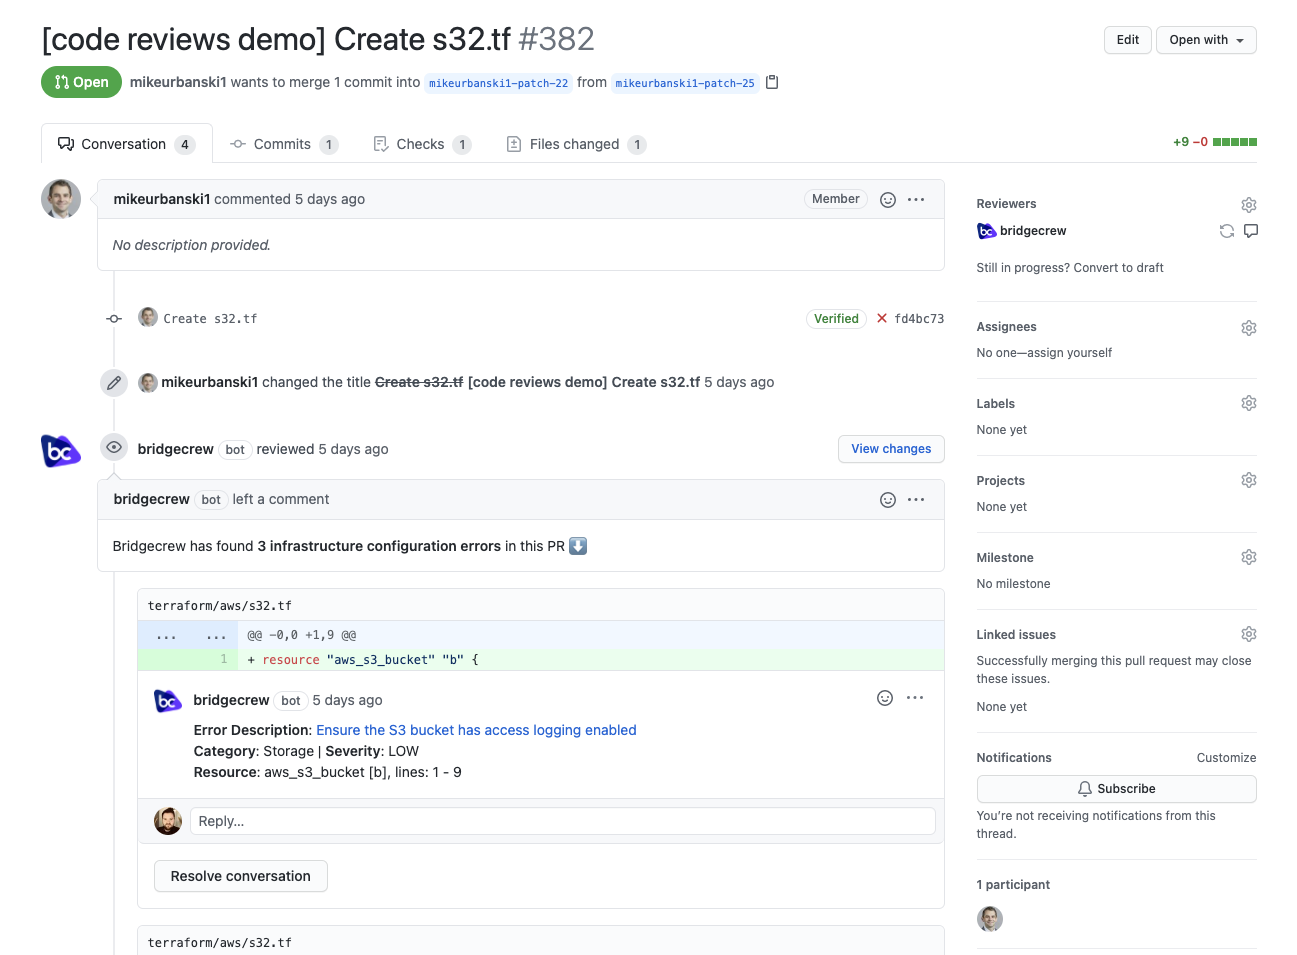 [code reviews demo] Create s32.tf #382
Edit
Open with
Open
mikeurbanski1 wants to merge 1 commit into mikeurbanski1-patch-22 from mikeurbanski1-patch-25
Conversation 4
Commits 1
Checks 1
Files changed 1
+9 −0
mikeurbanski1 commented 5 days ago
Member
No description provided.
Create s32.tf
Verified
fd4bc73
mikeurbanski1 changed the title Create s32.tf [code reviews demo] Create s32.tf 5 days ago
bc
bridgecrew bot reviewed 5 days ago
View changes
bridgecrew bot left a comment
Bridgecrew has found 3 infrastructure configuration errors in this PR
terraform/aws/s32.tf
... ... @@ -0,0 +1,9 @@
1 + resource "aws_s3_bucket" "b" {
bc
bridgecrew bot 5 days ago
Error Description: Ensure the S3 bucket has access logging enabled
Category: Storage | Severity: LOW
Resource: aws_s3_bucket [b], lines: 1 - 9
Reply...
Resolve conversation
terraform/aws/s32.tf
Reviewers
bc bridgecrew
Still in progress? Convert to draft
Assignees
No one—assign yourself
Labels
None yet
Projects
None yet
Milestone
No milestone
Linked issues
Successfully merging this pull request may close
these issues.
None yet
Notifications
Customize
Subscribe
You're not receiving notifications from this
thread.
1 participant